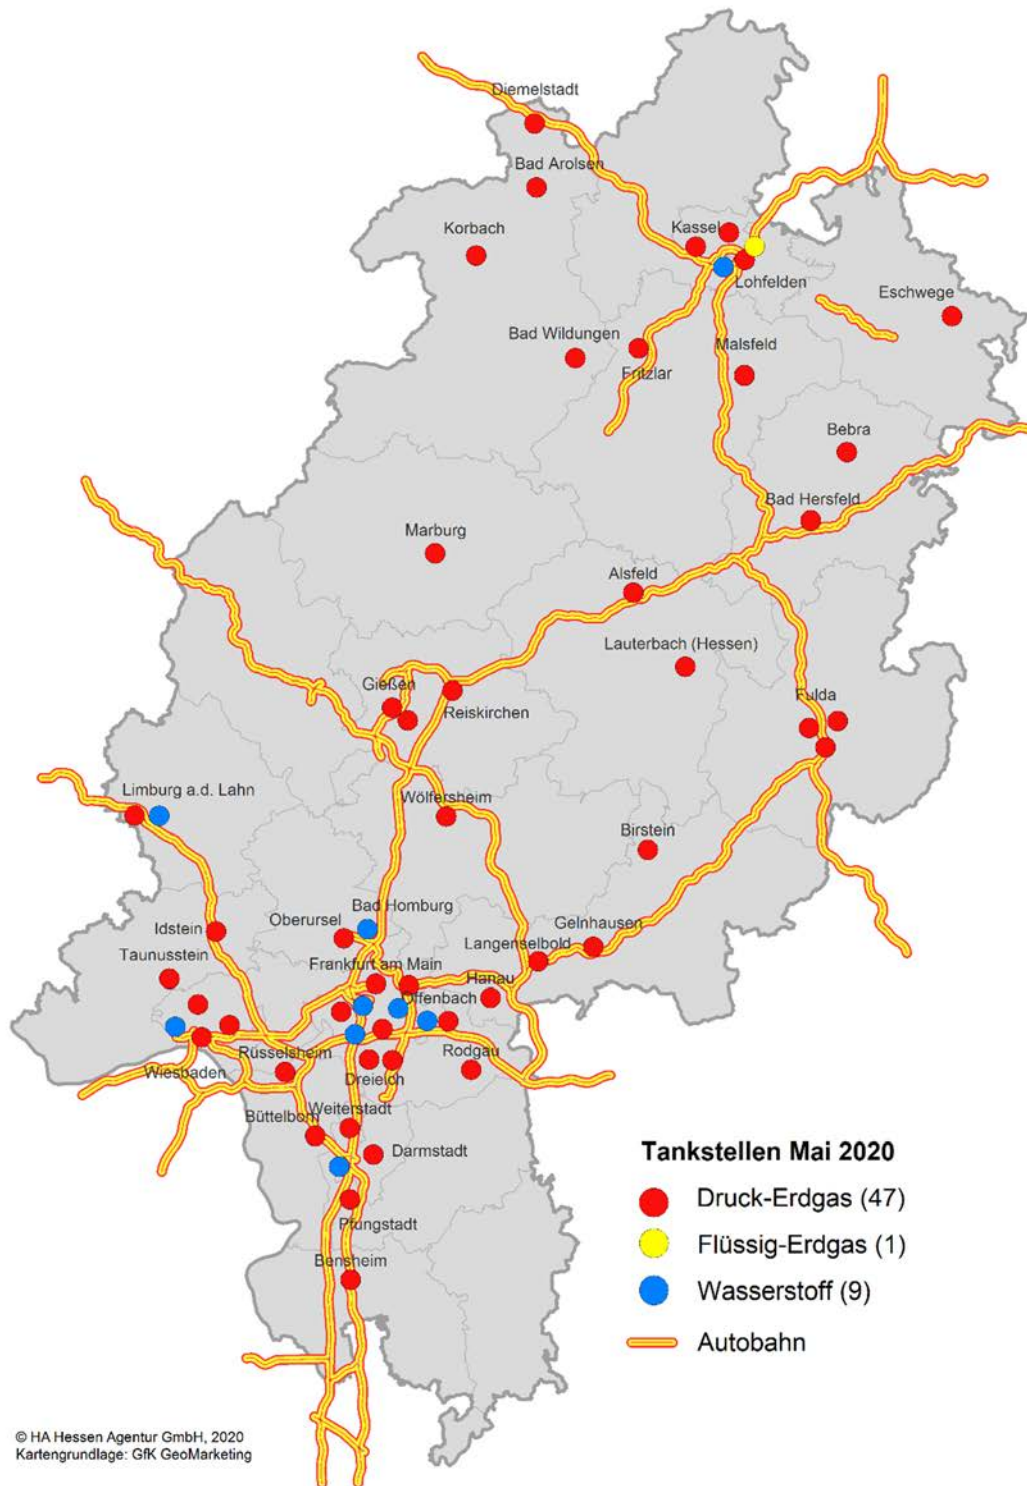 Diemelstadt
Bad Arolsen
Korbach
Kassel
Lohfelden
Eschwege
Bad Wildungen
Malsfeld
Fritzlar
Bebra
Bad Hersfeld
Marburg
Alsfeld
Lauterbach (Hessen)
Gießen
Reiskirchen
Fulda
Limburg a.d. Lahn
Wölfersheim
Birstein
Bad Homburg
Oberursel
Gelnhausen
Idstein
Langenselbold
Taunusstein
Frankfurt am Main
Hanau
Offenbach
Rüsselsheim
Rodgau
Wiesbaden
Dreieich
Weiterstadt
Büttelborn
Darmstadt
Pfungstadt
Bensheim
Tankstellen Mai 2020
Druck-Erdgas (47)
Flüssig-Erdgas (1)
Wasserstoff (9)
Autobahn
© HA Hessen Agentur GmbH, 2020
Kartengrundlage: GfK GeoMarketing